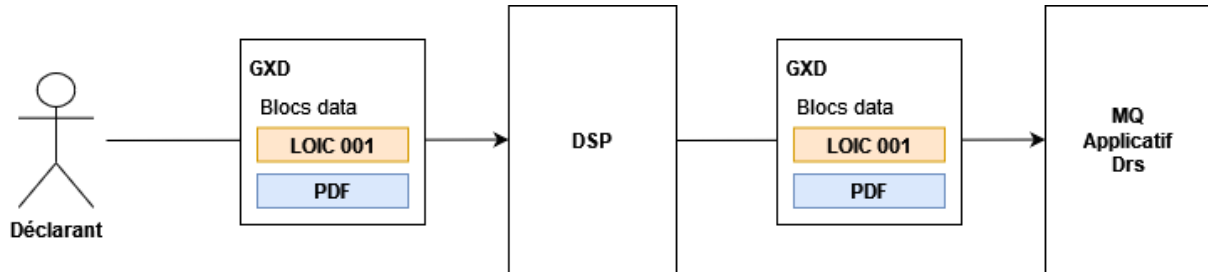 Déclarant
GXD
Blocs data
LOIC 001
PDF
DSP
GXD
Blocs data
LOIC 001
PDF
MQ
Applicatif
Drs